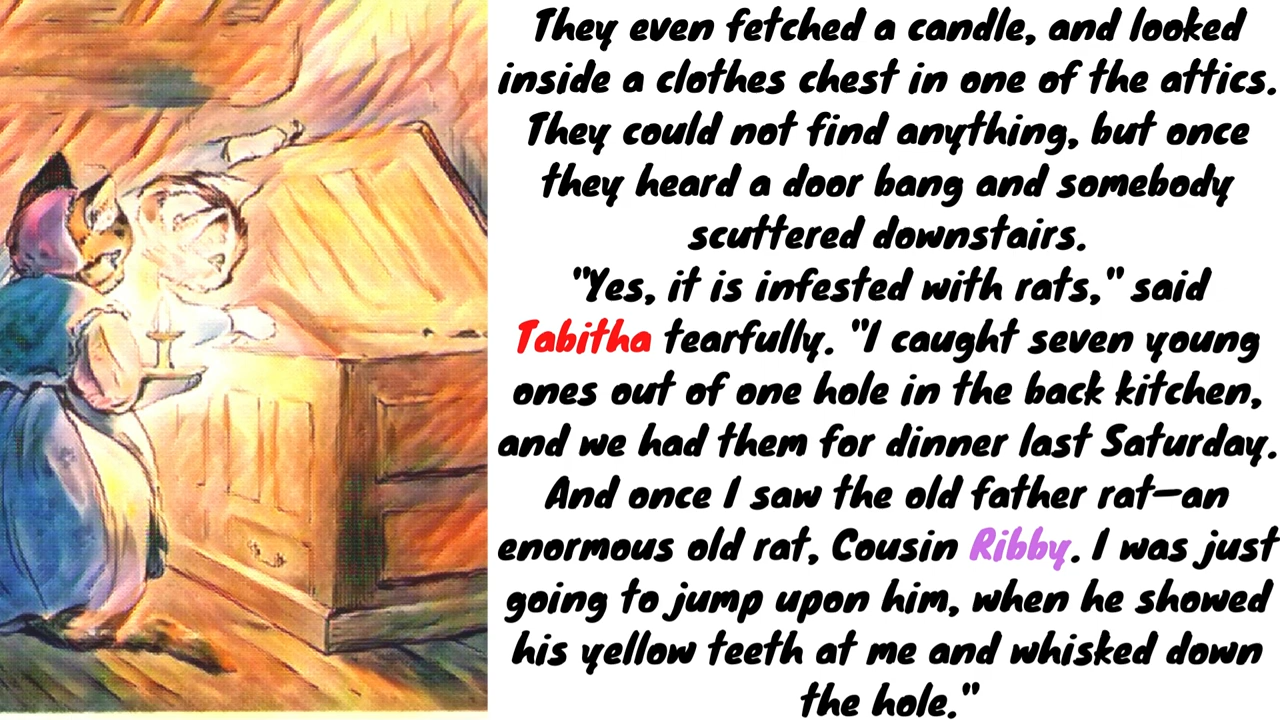 They even fetched a candle, and looked
inside a clothes chest in one of the attics.
They could not find anything, but once
they heard a door bang and somebody
scuttered downstairs.
"Yes, it is infested with rats," said
Tabitha tearfully. "I caught seven young
ones out of one hole in the back kitchen,
and we had them for dinner last Saturday.
And once I saw the old father rat—an
enormous old rat, Cousin Ribby. I was just
going to jump upon him, when he showed
his yellow teeth at me and whisked down
the hole."